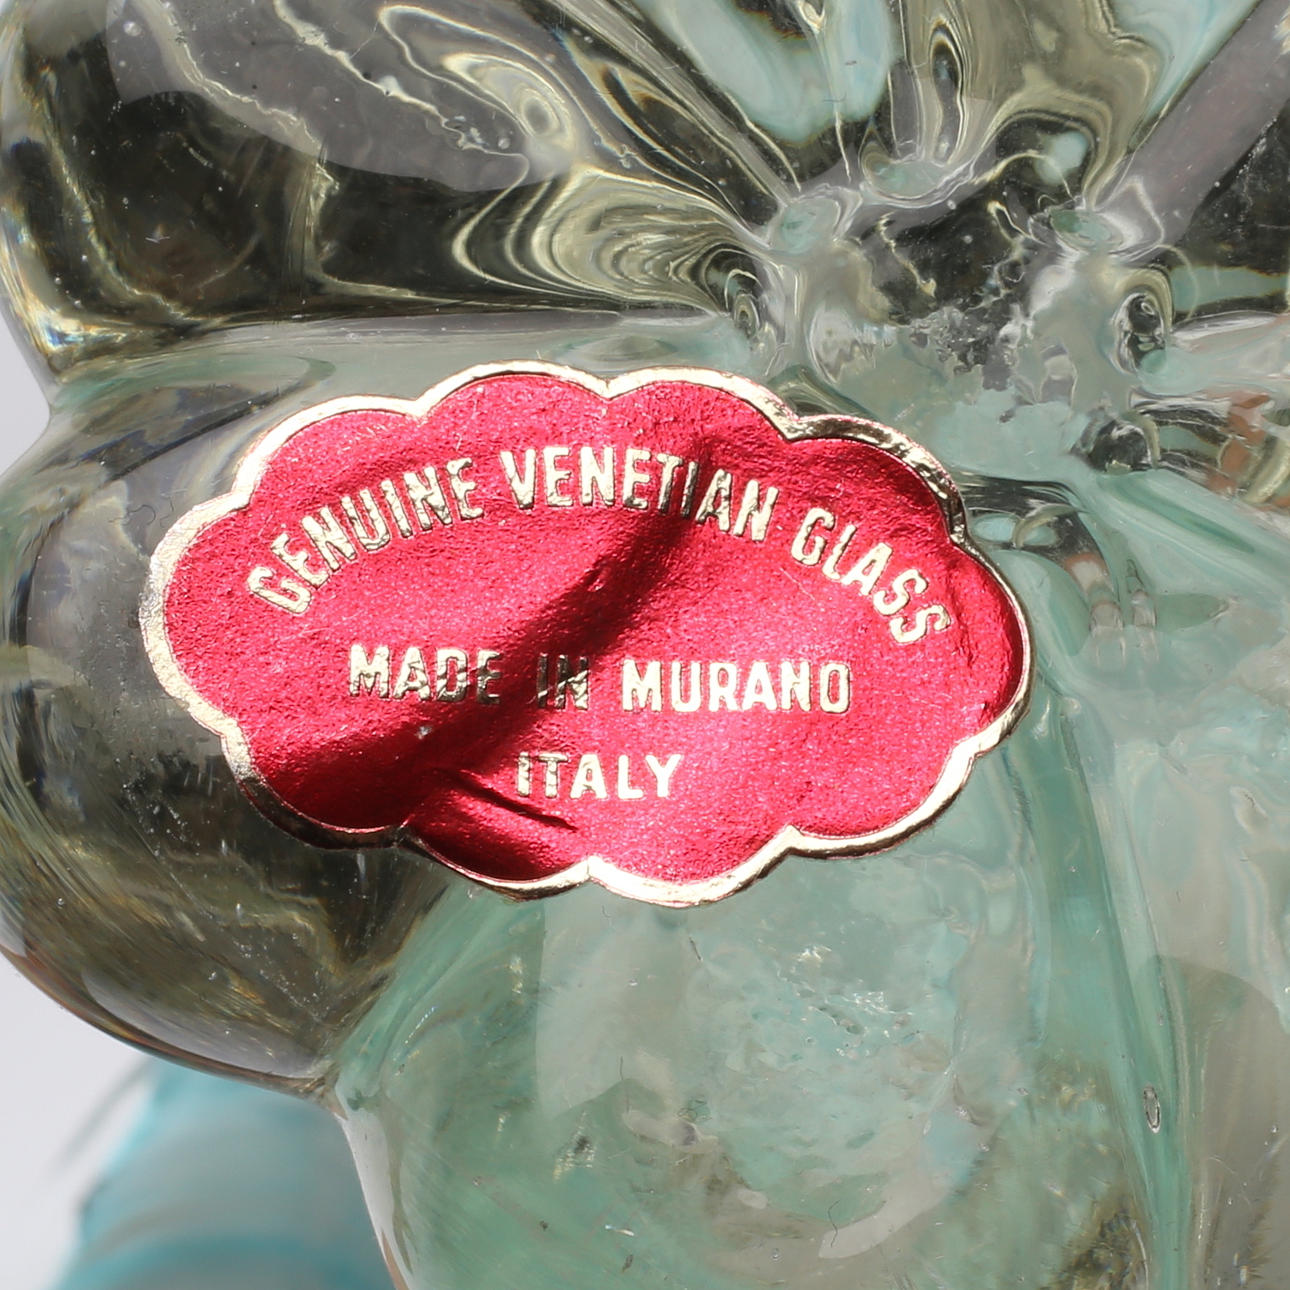 GENUINE VENETIAN GLASS
MADE IN MURANO
ITALY